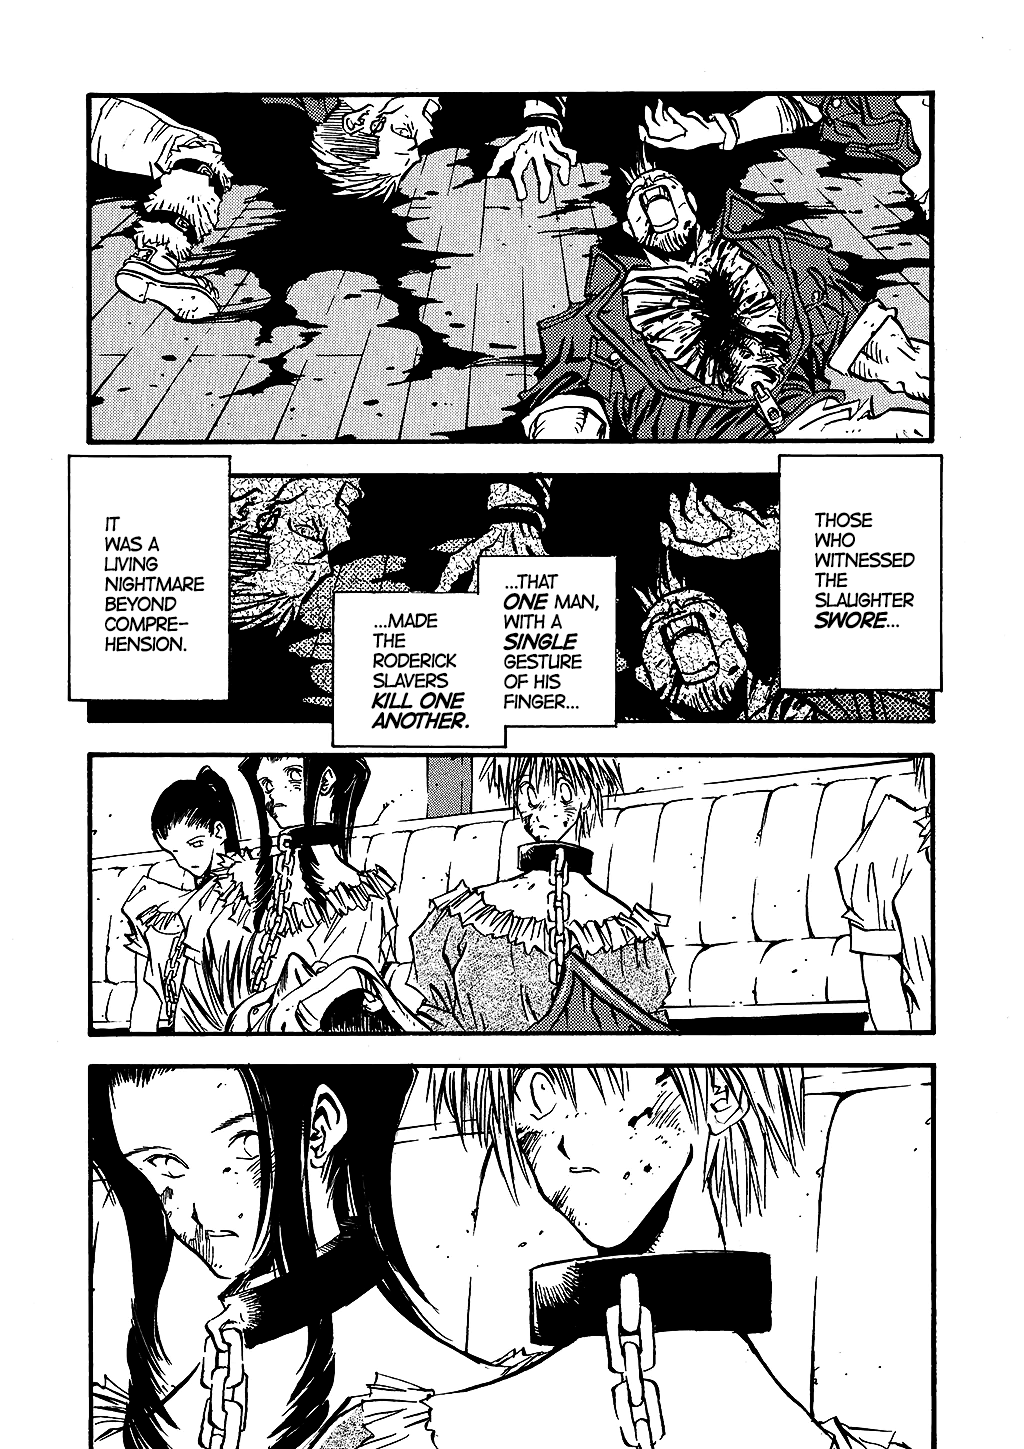 THOSE
WHO
WITNESSED
THE
SLAUGHTER
SWORE...
...THAT
ONE MAN,
WITH A
SINGLE
GESTURE
OF HIS
FINGER...
...MADE
THE
RODERICK
SLAVERS
KILL ONE
ANOTHER.
IT
WAS A
LIVING
NIGHTMARE
BEYOND
COMPRE-
HENSION.